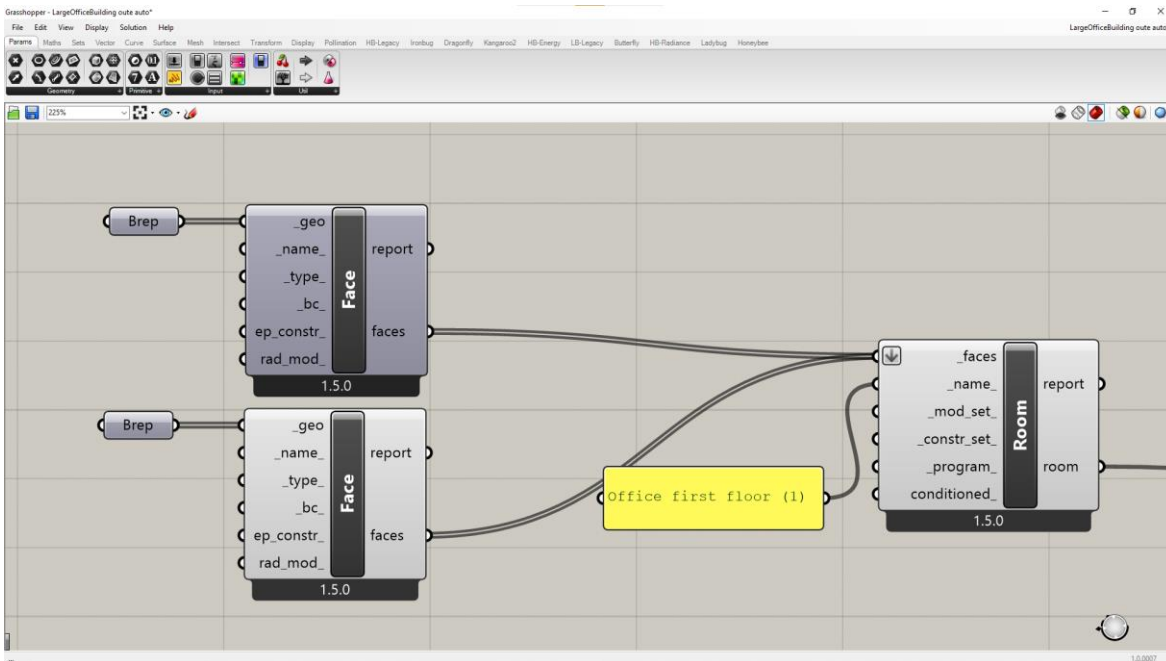 Grasshopper - LargeOfficeBuilding oute auto*
File Edit View Display Solution Help
LargeOfficeBuilding oute auto
Params Maths Sets Vector Curve Surface Mesh Intersect Transform Display Pollination HB-Legacy Ironbug Dragonfly Kangaroo2 HB-Energy LB-Legacy Butterfly HB-Radiance Ladybug Honeybee
Geometry Primitive Input Util
225%
Brep
_geo
_name_
_type_
_bc_
ep_constr_
rad_mod_
Face
report
faces
1.5.0
Brep
_geo
_name_
_type_
_bc_
ep_constr_
rad_mod_
Face
report
faces
1.5.0
Office first floor (1)
_faces
_name_
_mod_set_
_constr_set_
_program_
conditioned_
Room
report
room
1.5.0
1.0.0007